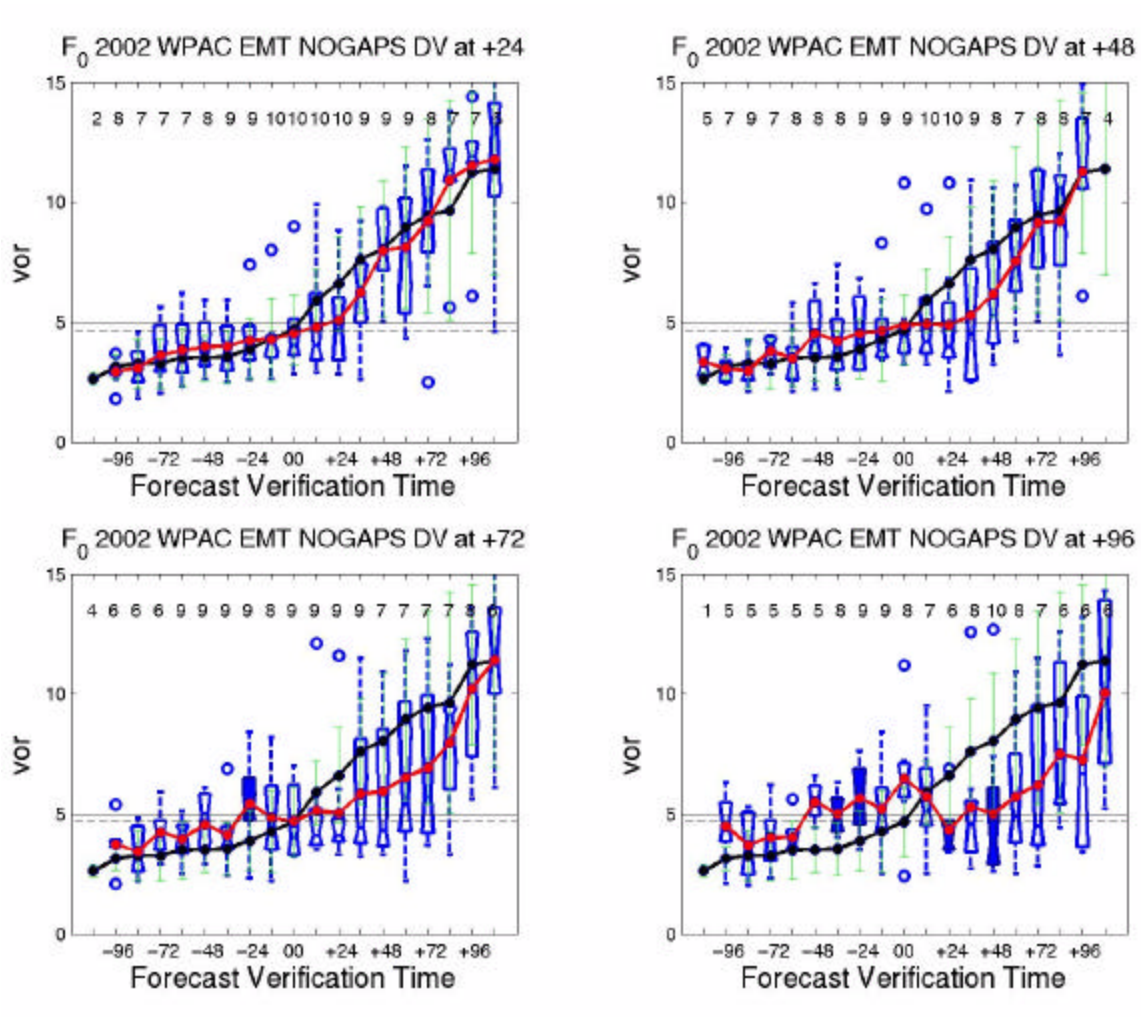 F0 2002 WPAC EMT NOGAPS DV at +24
15
2 8 7 7 7 8 9 9 10 10 10 10 9 9 9 8 7 7
10
vor
5
0
−96 −72 −48 −24 00 +24 +48 +72 +96
Forecast Verification Time
F0 2002 WPAC EMT NOGAPS DV at +48
15
5 7 9 7 7 8 8 9 9 9 10 10 9 8 7 8 8 7 4
10
vor
5
0
−96 −72 −48 −24 00 +24 +48 +72 +96
Forecast Verification Time
F0 2002 WPAC EMT NOGAPS DV at +72
15
4 6 6 6 9 9 9 8 9 9 9 9 7 7 7 7 7 8 6
10
vor
5
0
−96 −72 −48 −24 00 +24 +48 +72 +96
Forecast Verification Time
F0 2002 WPAC EMT NOGAPS DV at +96
15
1 5 5 5 5 5 8 9 9 8 7 6 8 10 8 7 6 6 6
10
vor
5
0
−96 −72 −48 −24 00 +24 +48 +72 +96
Forecast Verification Time